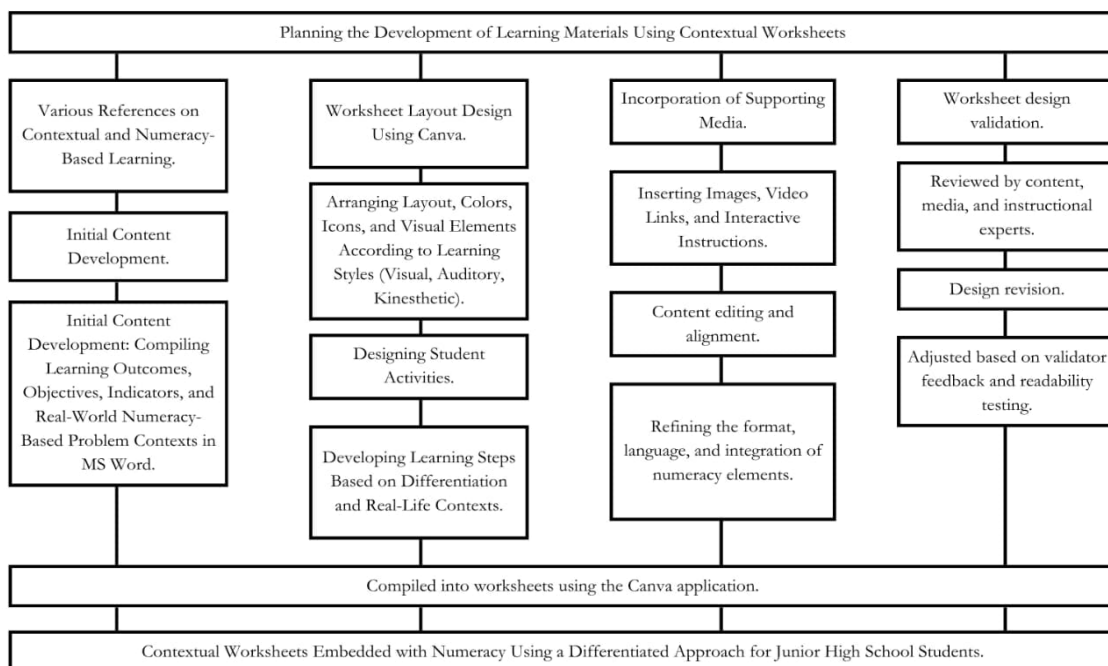 Planning the Development of Learning Materials Using Contextual Worksheets
Various References on
Contextual and Numeracy-
Based Learning.
Initial Content
Development.
Initial Content
Development: Compiling
Learning Outcomes,
Objectives, Indicators, and
Real-World Numeracy-
Based Problem Contexts in
MS Word.
Worksheet Layout Design
Using Canva.
Arranging Layout, Colors,
Icons, and Visual Elements
According to Learning
Styles (Visual, Auditory,
Kinesthetic).
Designing Student
Activities.
Developing Learning Steps
Based on Differentiation
and Real-Life Contexts.
Incorporation of Supporting
Media.
Inserting Images, Video
Links, and Interactive
Instructions.
Content editing and
alignment.
Refining the format,
language, and integration of
numeracy elements.
Worksheet design
validation.
Reviewed by content,
media, and instructional
experts.
Design revision.
Adjusted based on validator
feedback and readability
testing.
Compiled into worksheets using the Canva application.
Contextual Worksheets Embedded with Numeracy Using a Differentiated Approach for Junior High School Students.